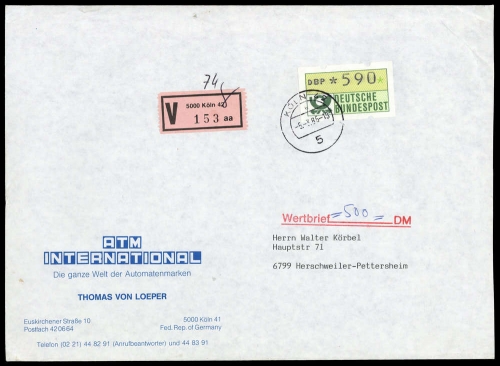 74
V 5000 Köln 42
153 aa
DBP *590*
DEUTSCHE
BUNDESPOST
KÖLN
5
Wertbrief =500= DM
Herrn Walter Körbel
Hauptstr 71
6799 Herschweiler-Pettersheim
ATM
INTERNATIONAL
Die ganze Welt der Automatenmarken
THOMAS VON LOEPER
Euskirchener Straße 10 5000 Köln 41
Postfach 420664 Fed. Rep. of Germany
Telefon (02 21) 44 82 91 (Anrufbeantworter) und 44 83 91